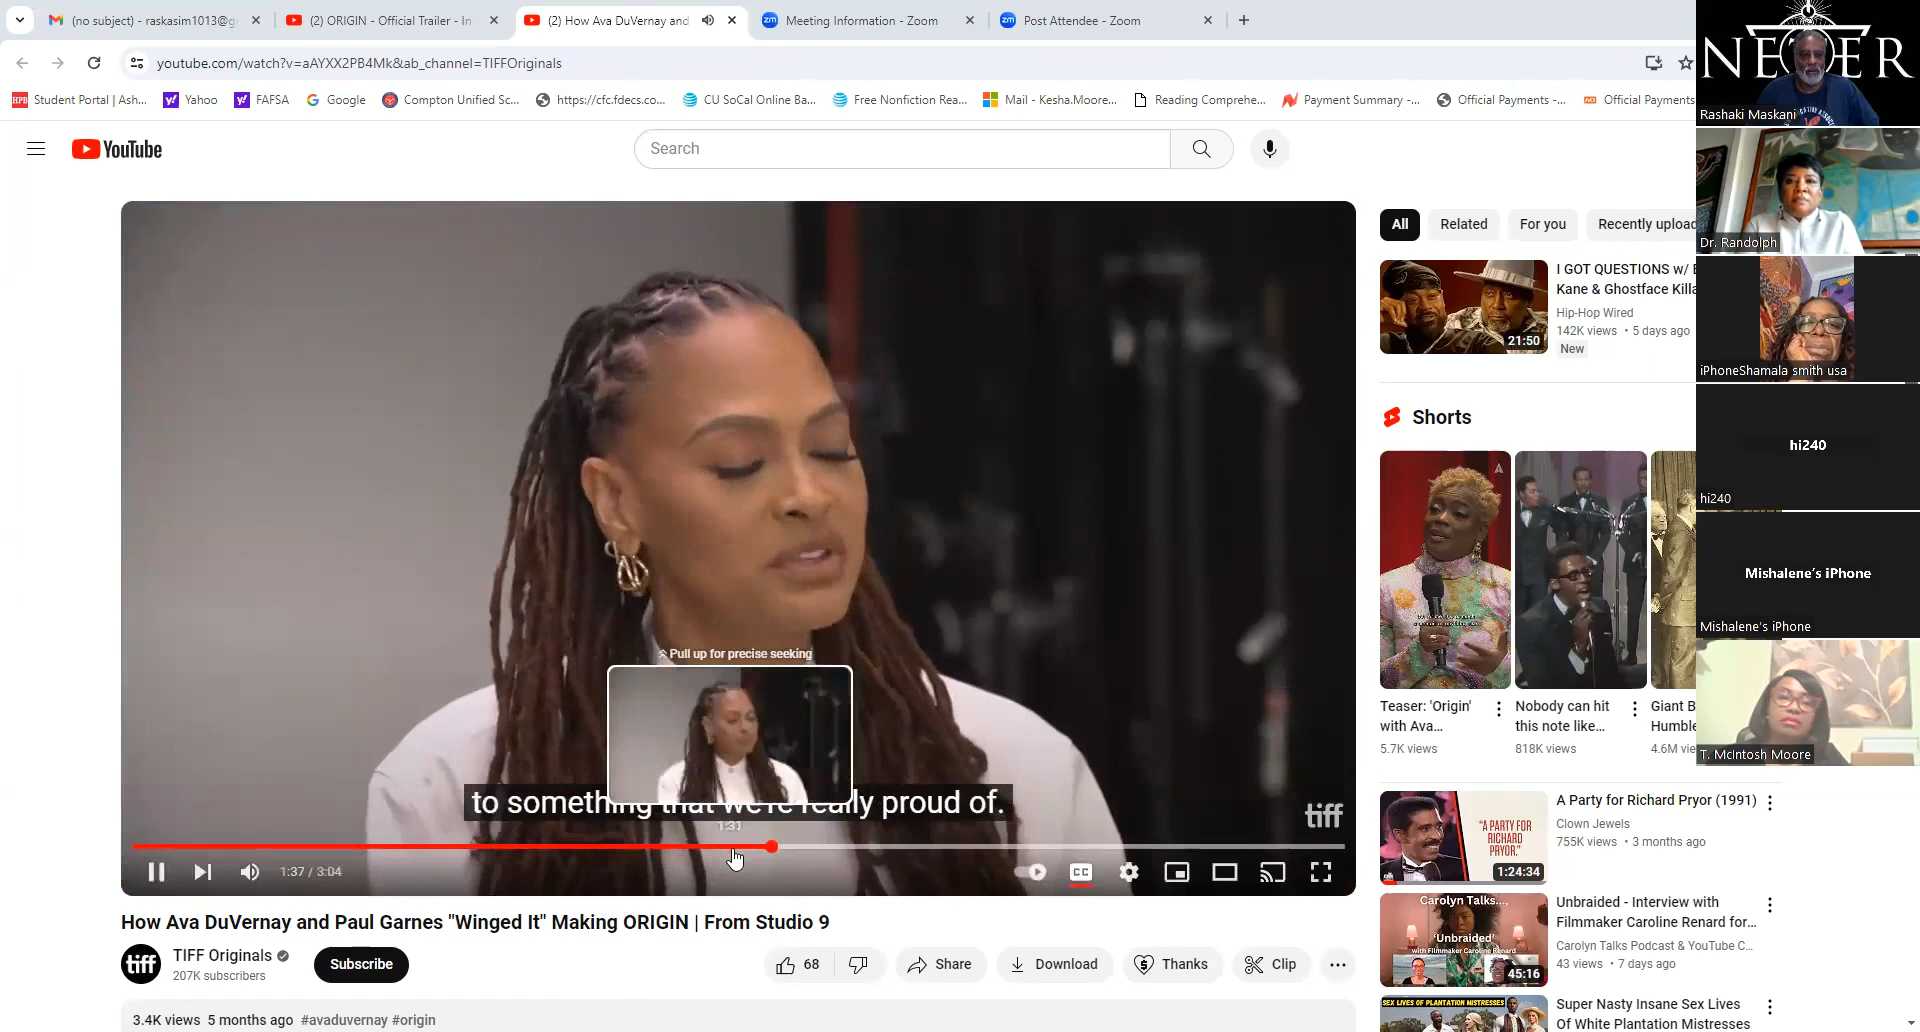 (no subject) - raskasim1013@g
(2) ORIGIN - Official Trailer - In
(2) How Ava DuVernay and
Meeting Information - Zoom
Post Attendee - Zoom
youtube.com/watch?v=aAYXX2PB4Mk&ab_channel=TIFFOriginals
Student Portal | Ash...
Yahoo
FAFSA
Google
Compton Unified Sc...
https://cfc.fdecs.co...
CU SoCal Online Ba...
Free Nonfiction Rea...
Mail - Kesha.Moore...
Reading Comprehe...
Payment Summary -...
Official Payments -...
Official Payments
YouTube
Search
All
Related
For you
Recently upload
I GOT QUESTIONS w/
Kane & Ghostface Killa
Hip-Hop Wired
142K views • 5 days ago
New
21:50
Shorts
Teaser: 'Origin'
with Ava...
5.7K views
Nobody can hit
this note like...
818K views
Giant B
Humble
4.6M vie
Pull up for precise seeking
to something that we're really proud of.
1:31
tiff
1:37 / 3:04
CC
How Ava DuVernay and Paul Garnes "Winged It" Making ORIGIN | From Studio 9
tiff
TIFF Originals
207K subscribers
Subscribe
68
Share
Download
Thanks
Clip
3.4K views 5 months ago #avaduvernay #origin
"A PARTY FOR
RICHARD
PRYOR."
1:24:34
A Party for Richard Pryor (1991)
Clown Jewels
755K views • 3 months ago
Carolyn Talks...,
'Unbraided'
with Filmmaker Caroline Renard
45:16
Unbraided - Interview with
Filmmaker Caroline Renard for...
Carolyn Talks Podcast & YouTube C...
43 views • 7 days ago
SEX LIVES OF PLANTATION MISTRESSES
Super Nasty Insane Sex Lives
Of White Plantation Mistresses
Rashaki Maskani
Dr. Randolph
iPhoneShamala smith usa
hi240
hi240
Mishalene's iPhone
Mishalene's iPhone
T. McIntosh Moore